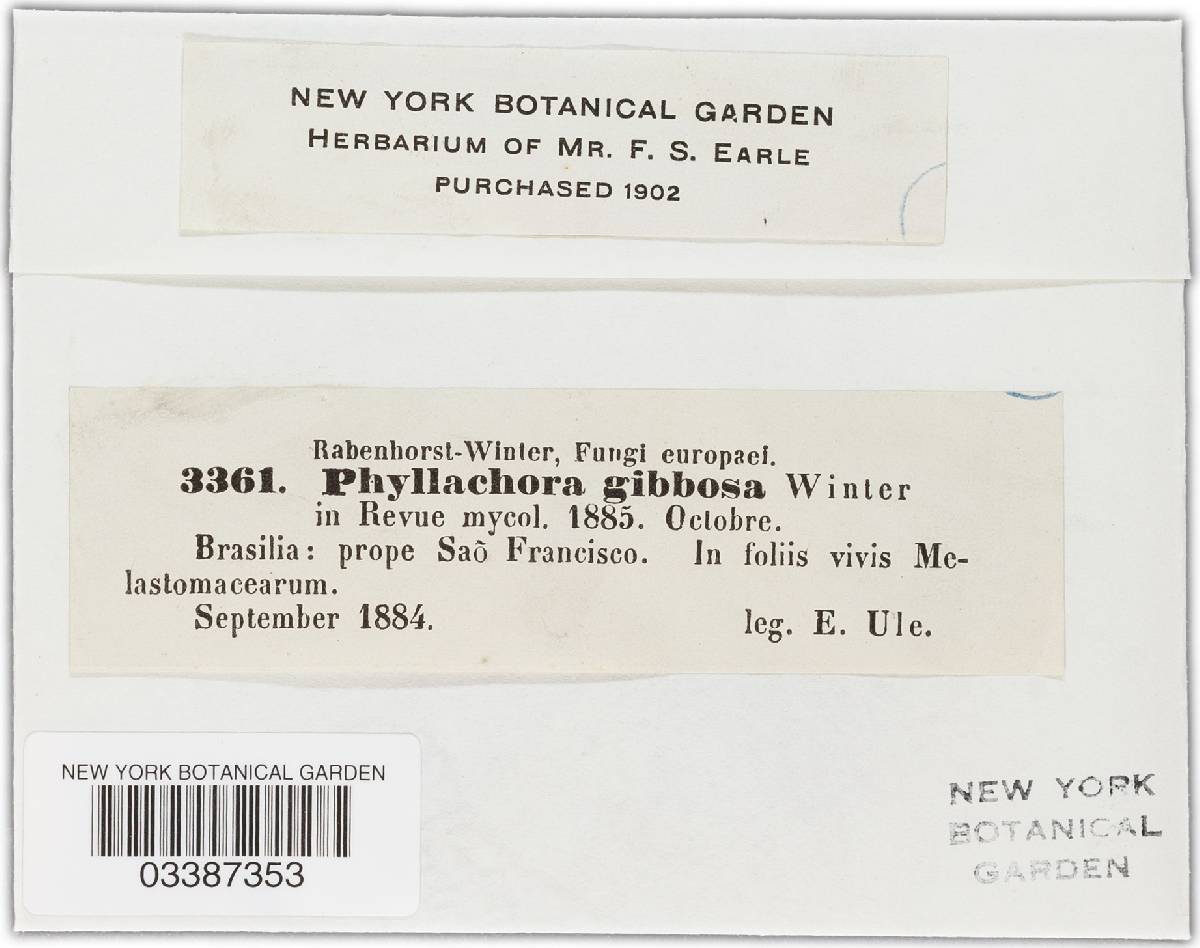 NEW YORK BOTANICAL GARDEN
HERBARIUM OF MR. F. S. EARLE
PURCHASED 1902
Rabenhorst-Winter, Fungi europaei.
3361. Phyllachora gibbosa Winter
in Revue mycol. 1885. Octobre.
Brasilia: prope Saõ Francisco. In foliis vivis Me-
lastomacearum.
September 1884. leg. E. Ule.
NEW YORK BOTANICAL GARDEN
03387353
NEW YORK
BOTANICAL
GARDEN